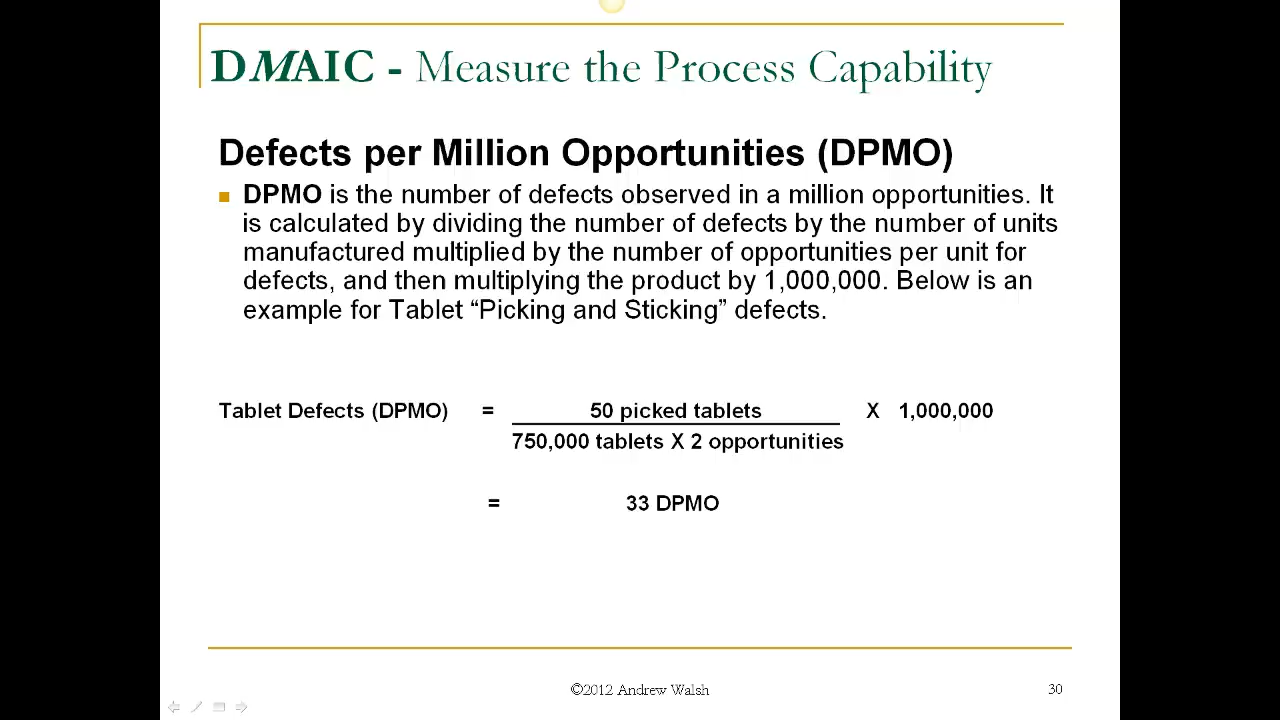 DMAIC - Measure the Process Capability
Defects per Million Opportunities (DPMO)
DPMO is the number of defects observed in a million opportunities. It
is calculated by dividing the number of defects by the number of units
manufactured multiplied by the number of opportunities per unit for
defects, and then multiplying the product by 1,000,000. Below is an
example for Tablet “Picking and Sticking” defects.
Tablet Defects (DPMO) = 50 picked tablets X 1,000,000
750,000 tablets X 2 opportunities
= 33 DPMO
©2012 Andrew Walsh
30